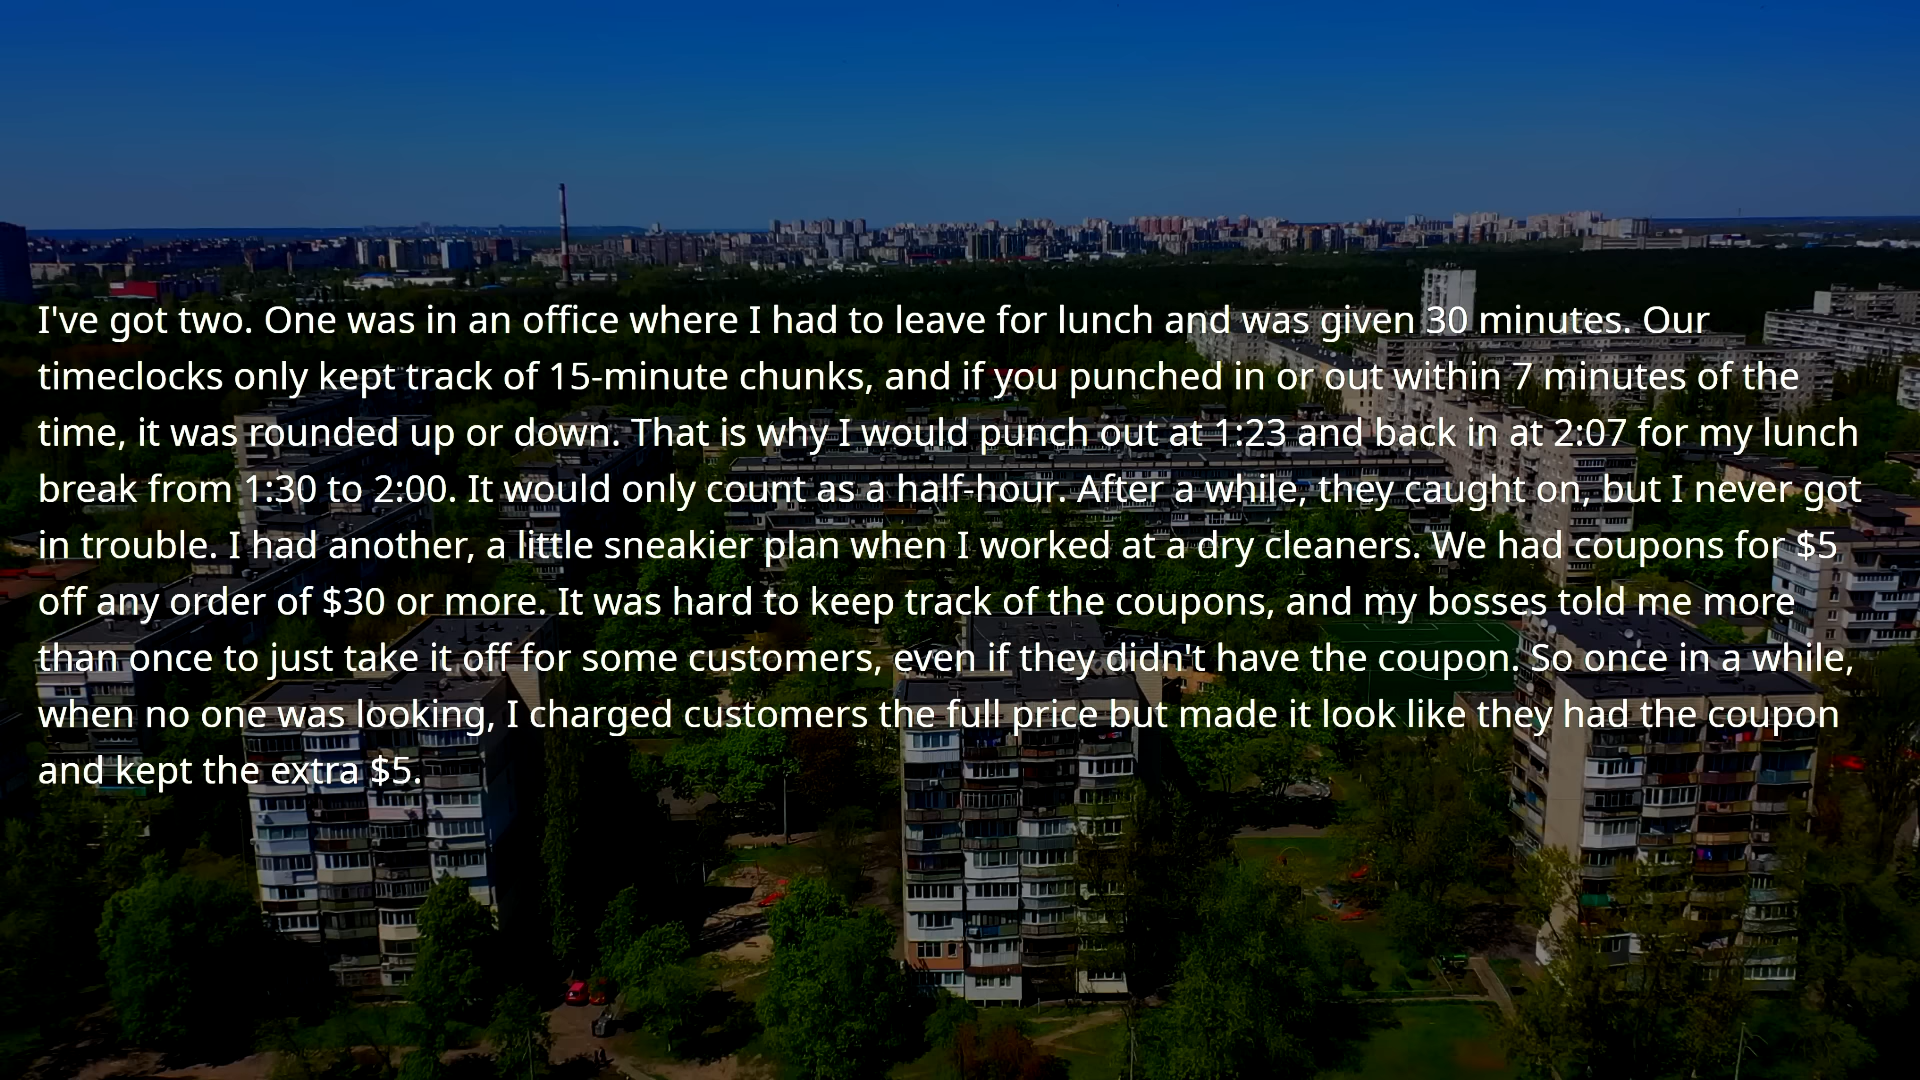 I've got two. One was in an office where I had to leave for lunch and was given 30 minutes. Our
timeclocks only kept track of 15-minute chunks, and if you punched in or out within 7 minutes of the
time, it was rounded up or down. That is why I would punch out at 1:23 and back in at 2:07 for my lunch
break from 1:30 to 2:00. It would only count as a half-hour. After a while, they caught on, but I never got
in trouble. I had another, a little sneakier plan when I worked at a dry cleaners. We had coupons for $5
off any order of $30 or more. It was hard to keep track of the coupons, and my bosses told me more
than once to just take it off for some customers, even if they didn't have the coupon. So once in a while,
when no one was looking, I charged customers the full price but made it look like they had the coupon
and kept the extra $5.